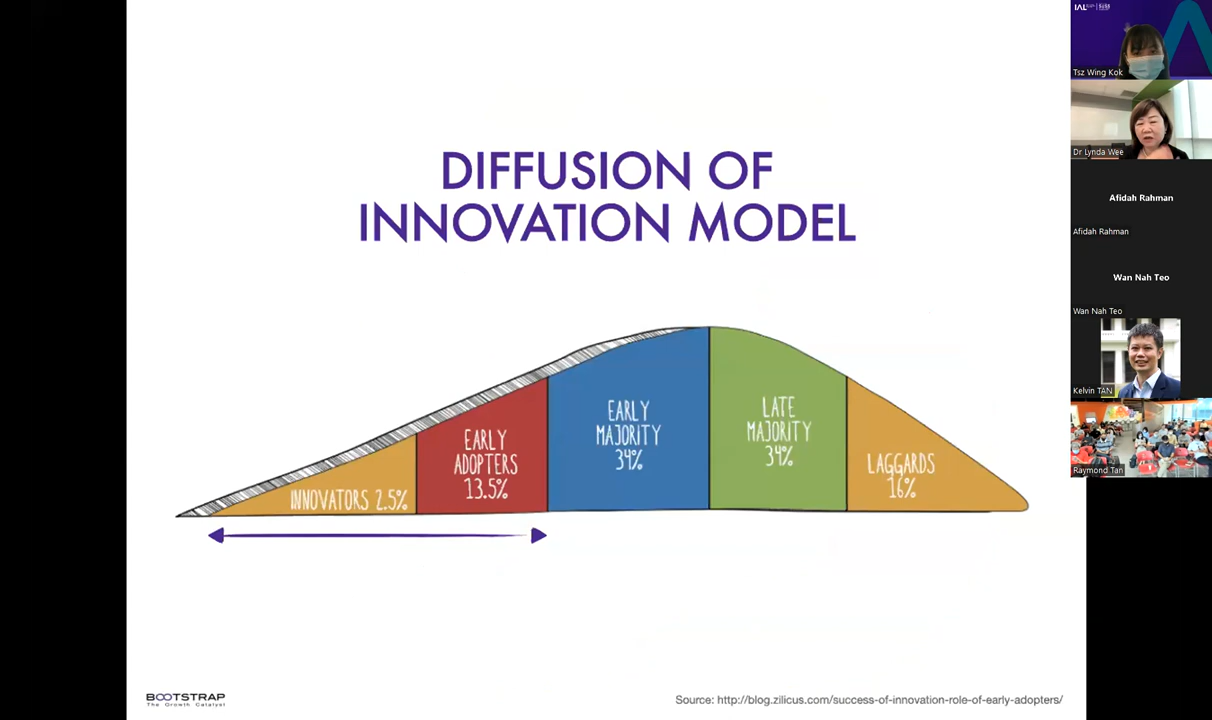 DIFFUSION OF
INNOVATION MODEL
INNOVATORS 2.5%
EARLY
ADOPTERS
13.5%
EARLY
MAJORITY
34%
LATE
MAJORITY
34%
LAGGARDS
16%
BOOTSTRAP
The Growth Catalyst
Source: http://blog.zilicus.com/success-of-innovation-role-of-early-adopters/
IAL
Tsz Wing Kok
Dr Lynda Wee
Afidah Rahman
Afidah Rahman
Wan Nah Teo
Wan Nah Teo
Kelvin TAN
Raymond Tan